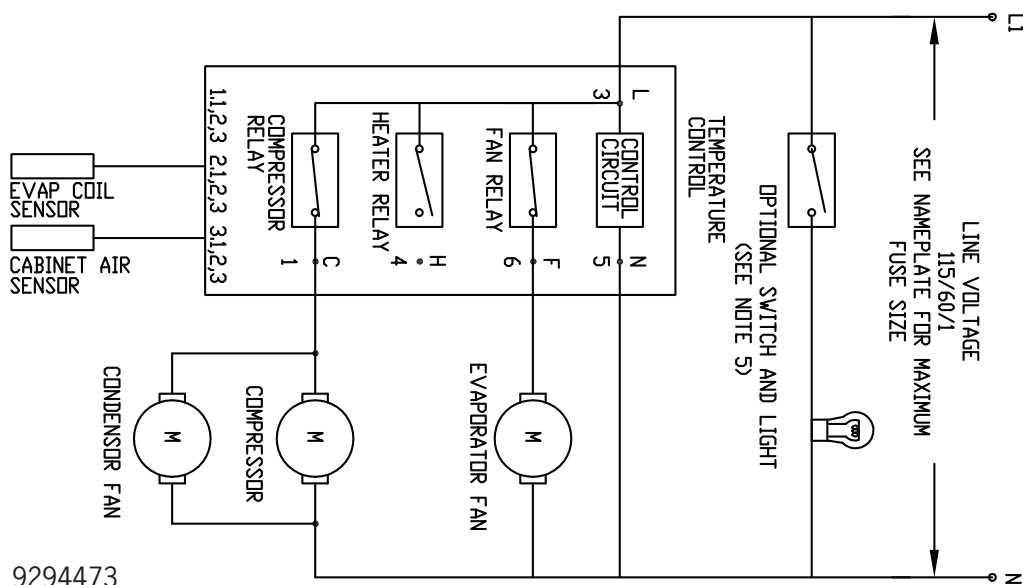 L1
LINE VOLTAGE
115/60/1
SEE NAMEPLATE FOR MAXIMUM
FUSE SIZE
N
OPTIONAL SWITCH AND LIGHT
(SEE NOTE 5)
TEMPERATURE
CONTROL
L
3
CONTROL
CIRCUIT
N
5
FAN RELAY
F
6
EVAPORATOR FAN
M
HEATER RELAY
H
4
COMPRESSOR
RELAY
C
1
COMPRESSOR
M
CONDENSOR FAN
M
1.1,2,3 2.1,2,3 3.1,2,3
EVAP COIL
SENSOR
CABINET AIR
SENSOR
9294473